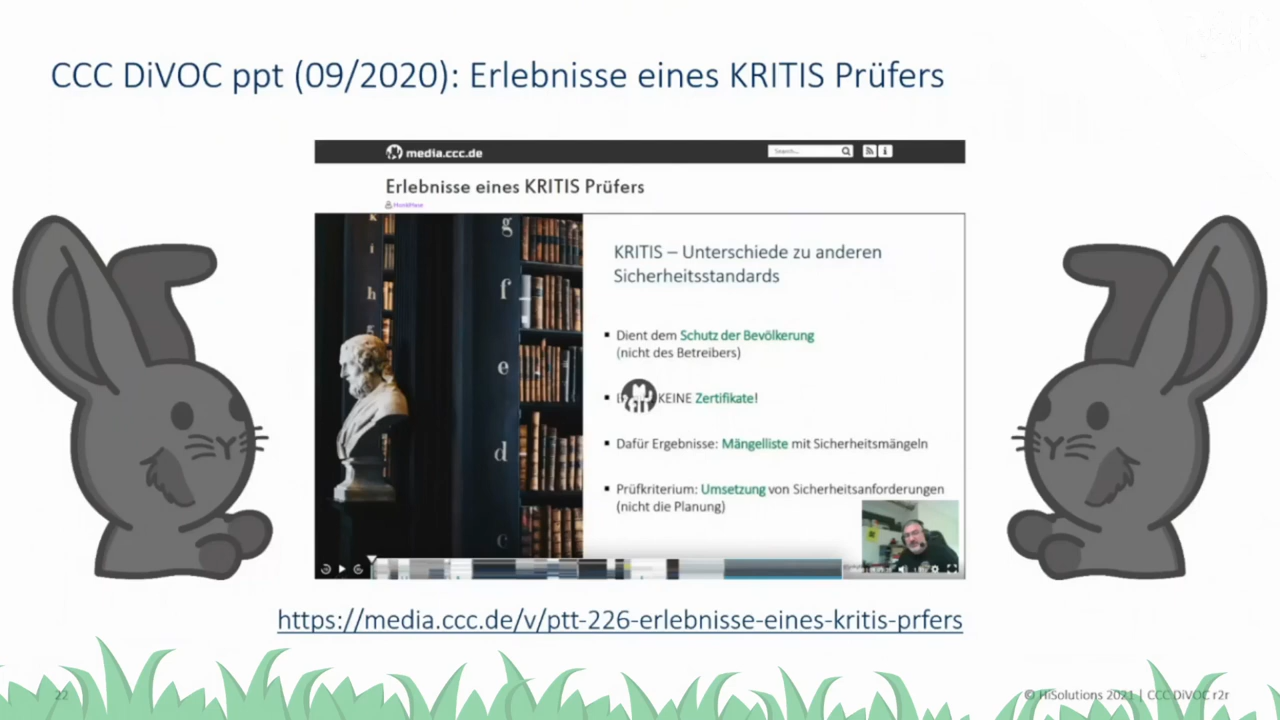 CCC DiVOC ppt (09/2020): Erlebnisse eines KRITIS Prüfers
media.ccc.de
Search...
i
Erlebnisse eines KRITIS Prüfers
HonkHase
k
i
h
g
g
f
e
d
c
KRITIS – Unterschiede zu anderen
Sicherheitsstandards
▪ Dient dem Schutz der Bevölkerung
(nicht des Betreibers)
▪ KEINE Zertifikate!
▪ Dafür Ergebnisse: Mängelliste mit Sicherheitsmängeln
▪ Prüfkriterium: Umsetzung von Sicherheitsanforderungen
(nicht die Planung)
https://media.ccc.de/v/ptt-226-erlebnisse-eines-kritis-prfers
22
© HiSolutions 2021 | CCC DiVOC r2r